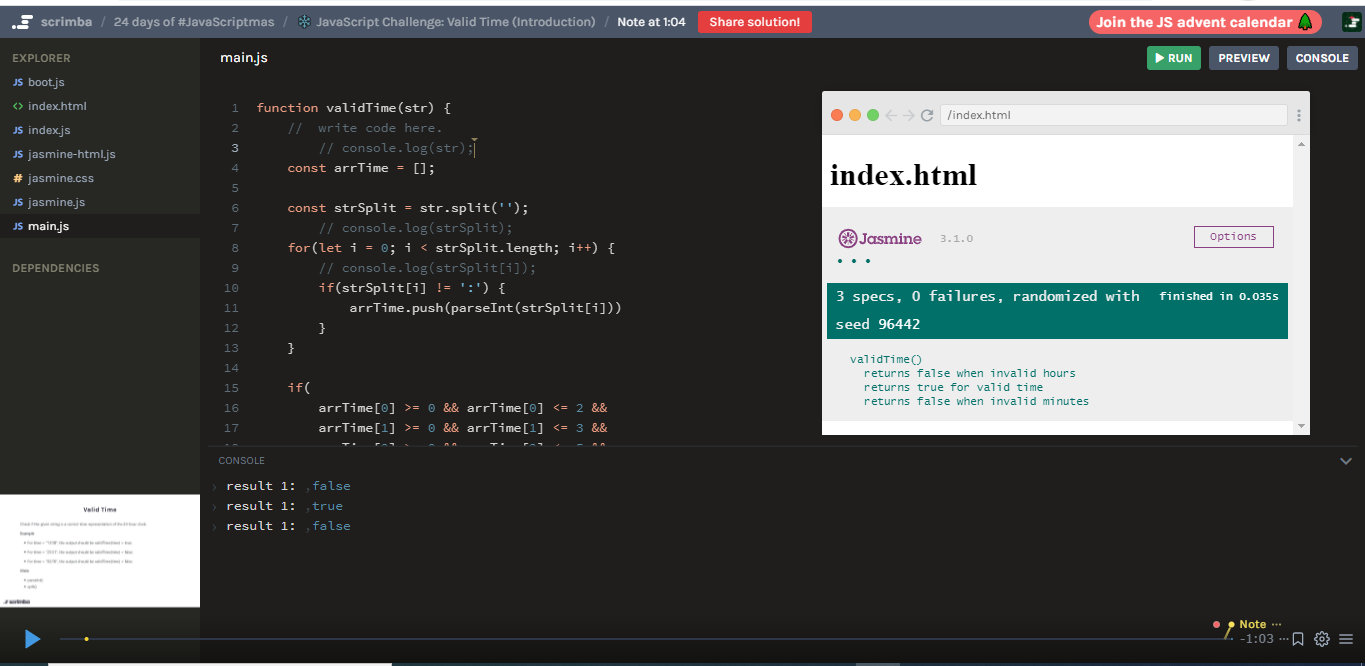 scrimba / 24 days of #JavaScriptmas / JavaScript Challenge: Valid Time (Introduction) / Note at 1:04 Share solution! Join the JS advent calendar
EXPLORER
JS boot.js
<> index.html
JS index.js
JS jasmine-html.js
# jasmine.css
JS jasmine.js
JS main.js
DEPENDENCIES
main.js
RUN PREVIEW CONSOLE
1 function validTime(str) {
2 // write code here.
3 // console.log(str);
4 const arrTime = [];
5
6 const strSplit = str.split('');
7 // console.log(strSplit);
8 for(let i = 0; i < strSplit.length; i++) {
9 // console.log(strSplit[i]);
10 if(strSplit[i] != ':') {
11 arrTime.push(parseInt(strSplit[i]))
12 }
13 }
14
15 if(
16 arrTime[0] >= 0 && arrTime[0] <= 2 &&
17 arrTime[1] >= 0 && arrTime[1] <= 3 &&
/index.html
index.html
Jasmine 3.1.0 Options
• • •
3 specs, 0 failures, randomized with finished in 0.035s
seed 96442
validTime()
returns false when invalid hours
returns true for valid time
returns false when invalid minutes
CONSOLE
› result 1: ,false
› result 1: ,true
› result 1: ,false
Valid Time
Example
scrimba
Note ···
-1:03 ···